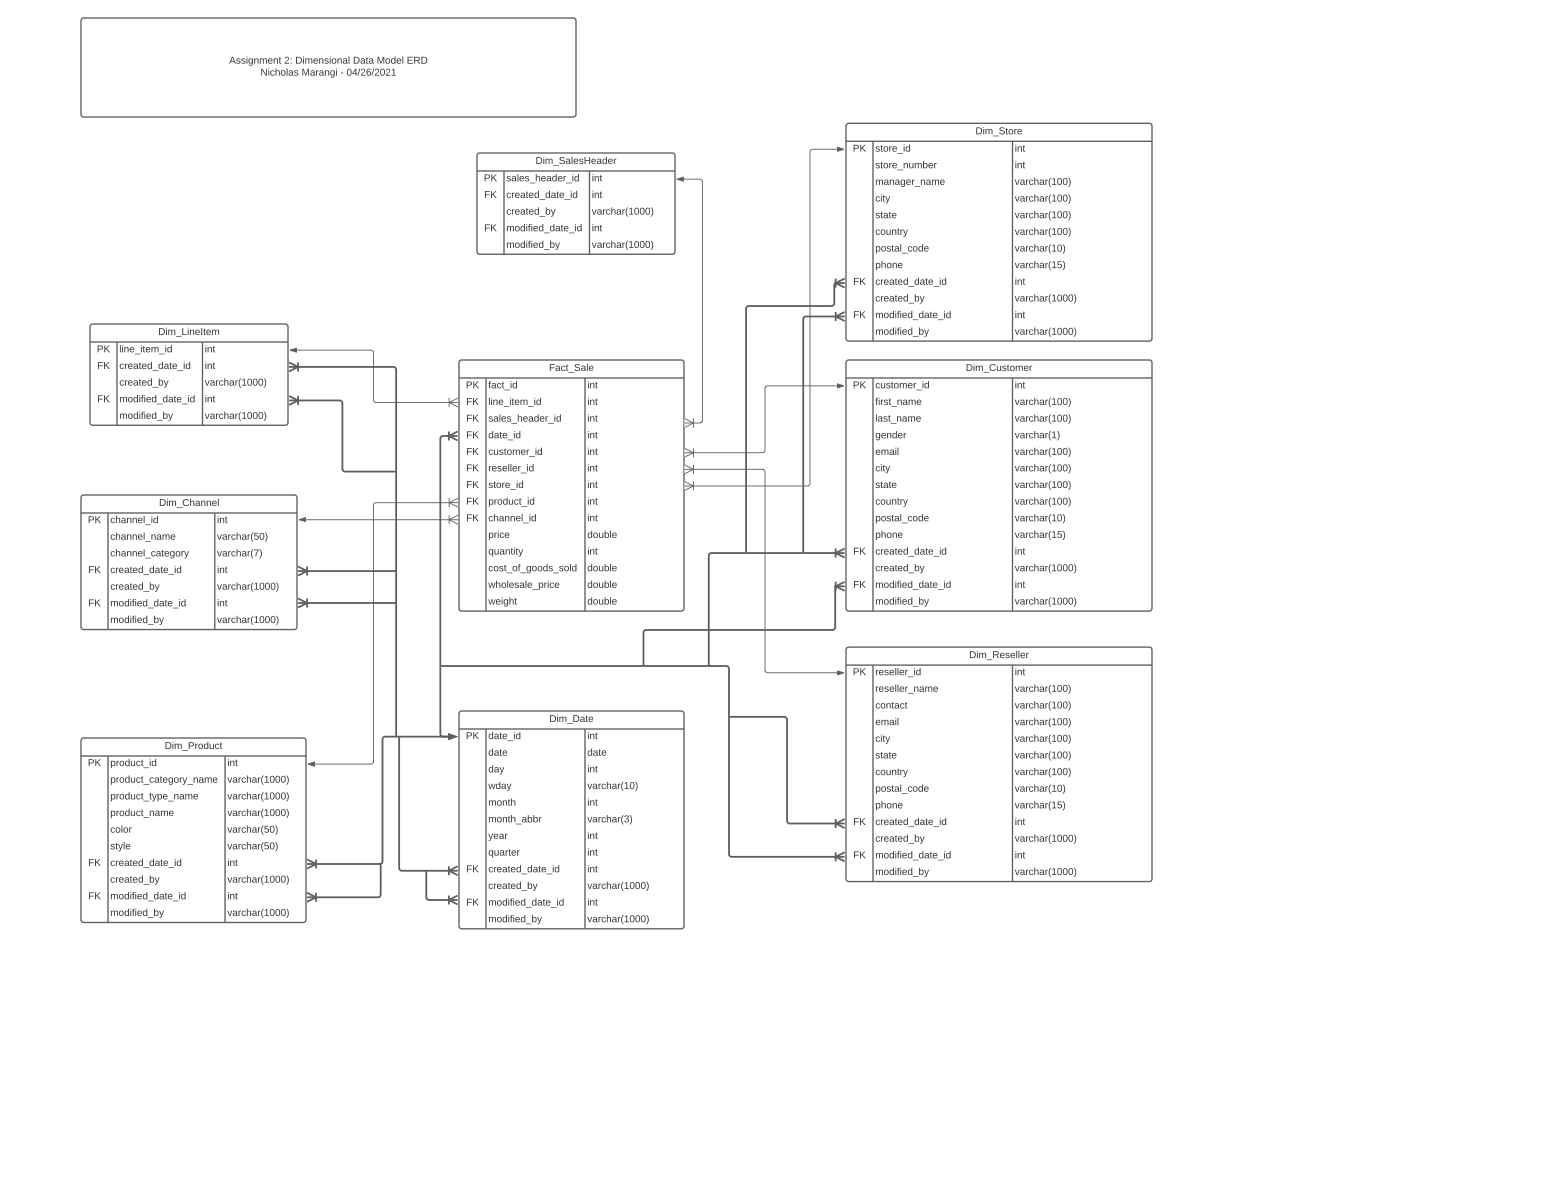 Assignment 2: Dimensional Data Model ERD
Nicholas Marangi - 04/26/2021
Dim_Store
PK store_id int
store_number int
manager_name varchar(100)
city varchar(100)
state varchar(100)
country varchar(100)
postal_code varchar(10)
phone varchar(15)
FK created_date_id int
created_by varchar(1000)
FK modified_date_id int
modified_by varchar(1000)
Dim_SalesHeader
PK sales_header_id int
FK created_date_id int
created_by varchar(1000)
FK modified_date_id int
modified_by varchar(1000)
Dim_LineItem
PK line_item_id int
FK created_date_id int
created_by varchar(1000)
FK modified_date_id int
modified_by varchar(1000)
Fact_Sale
PK fact_id int
FK line_item_id int
FK sales_header_id int
FK date_id int
FK customer_id int
FK reseller_id int
FK store_id int
FK product_id int
FK channel_id int
price double
quantity int
cost_of_goods_sold double
wholesale_price double
weight double
Dim_Customer
PK customer_id int
first_name varchar(100)
last_name varchar(100)
gender varchar(1)
email varchar(100)
city varchar(100)
state varchar(100)
country varchar(100)
postal_code varchar(10)
phone varchar(15)
FK created_date_id int
created_by varchar(1000)
FK modified_date_id int
modified_by varchar(1000)
Dim_Channel
PK channel_id int
channel_name varchar(50)
channel_category varchar(7)
FK created_date_id int
created_by varchar(1000)
FK modified_date_id int
modified_by varchar(1000)
Dim_Reseller
PK reseller_id int
reseller_name varchar(100)
contact varchar(100)
email varchar(100)
city varchar(100)
state varchar(100)
country varchar(100)
postal_code varchar(10)
phone varchar(15)
FK created_date_id int
created_by varchar(1000)
FK modified_date_id int
modified_by varchar(1000)
Dim_Date
PK date_id int
date date
day int
wday varchar(10)
month int
month_abbr varchar(3)
year int
quarter int
FK created_date_id int
created_by varchar(1000)
FK modified_date_id int
modified_by varchar(1000)
Dim_Product
PK product_id int
product_category_name varchar(1000)
product_type_name varchar(1000)
product_name varchar(1000)
color varchar(50)
style varchar(50)
FK created_date_id int
created_by varchar(1000)
FK modified_date_id int
modified_by varchar(1000)